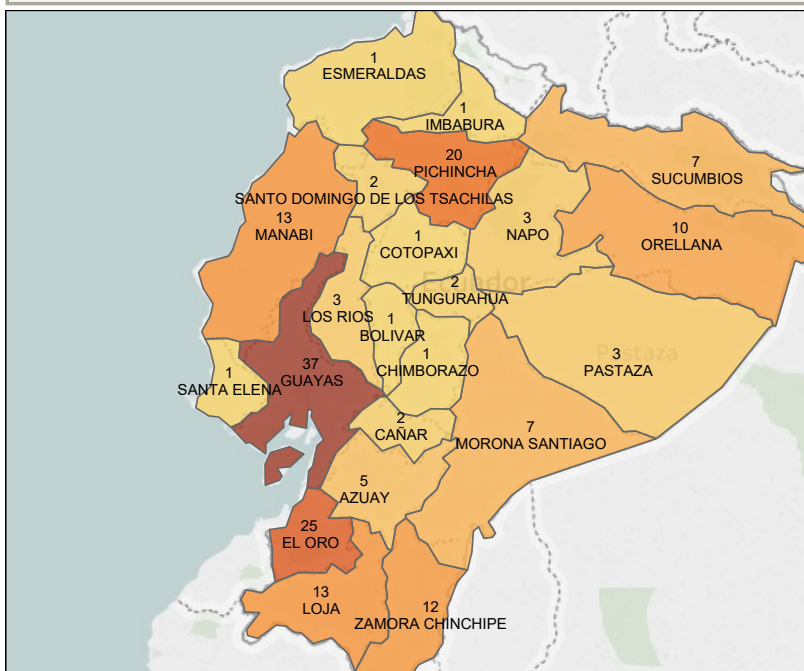 1
ESMERALDAS
1
IMBABURA
20
PICHINCHA
7
SUCUMBIOS
2
SANTO DOMINGO DE LOS TSACHILAS
13
MANABI
3
NAPO
10
ORELLANA
1
COTOPAXI
Ecuador
2
TUNGURAHUA
3
LOS RIOS
1
BOLIVAR
1
CHIMBORAZO
Pastaza
3
PASTAZA
1
SANTA ELENA
37
GUAYAS
2
CAÑAR
7
MORONA SANTIAGO
5
AZUAY
25
EL ORO
13
LOJA
12
ZAMORA CHINCHIPE